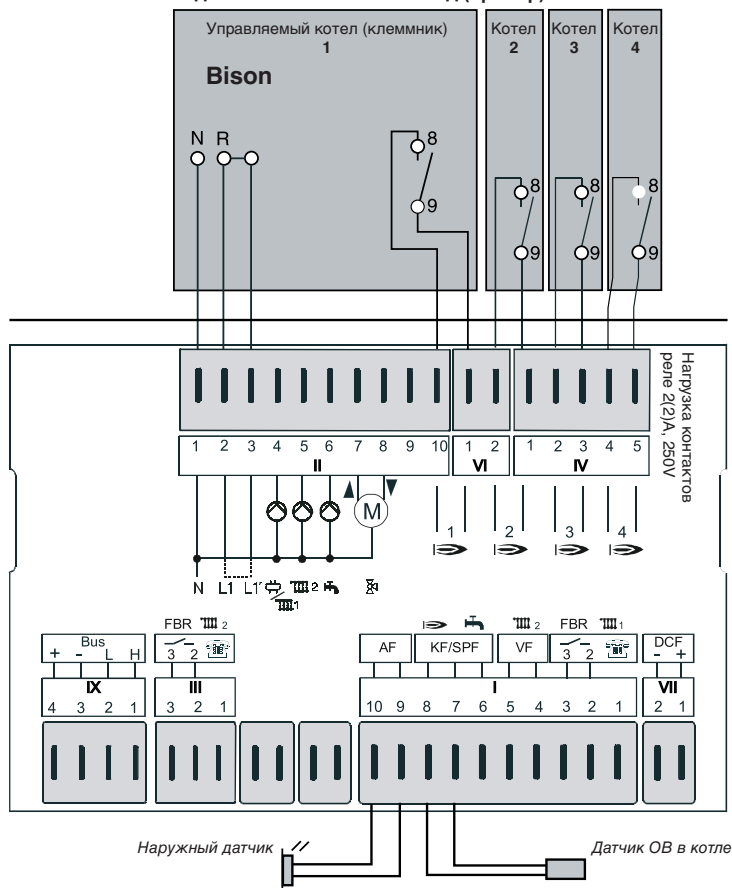 Управляемый котел (клеммник)
1
Bison
Котел
2
Котел
3
Котел
4
N R
8
9
8
9
8
9
8
9
Нагрузка контактов
реле 2(2)А, 250V
1 2 3 4 5 6 7 8 9 10
II
1 2
VI
1 2 3 4 5
IV
M
1 2 3 4
N L1 L1' 1 2
FBR 2
Bus
+ - L H
3 2
IX
4 3 2 1
III
3 2 1
2 FBR 1
AF KF/SPF VF 3 2
DCF
- +
I
10 9 8 7 6 5 4 3 2 1
VII
2 1
Наружный датчик
Датчик ОВ в котле